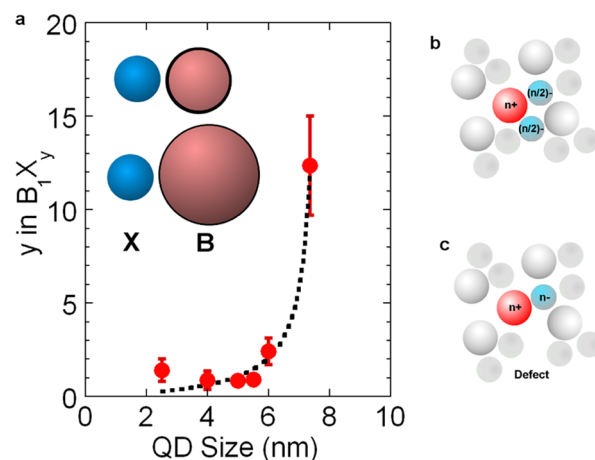 a
20
15
10
5
0
0
2
4
6
8
10
y in B₁Xy
QD Size (nm)
X
B
b
n+
(n/2)-
(n/2)-
c
n+
n-
Defect